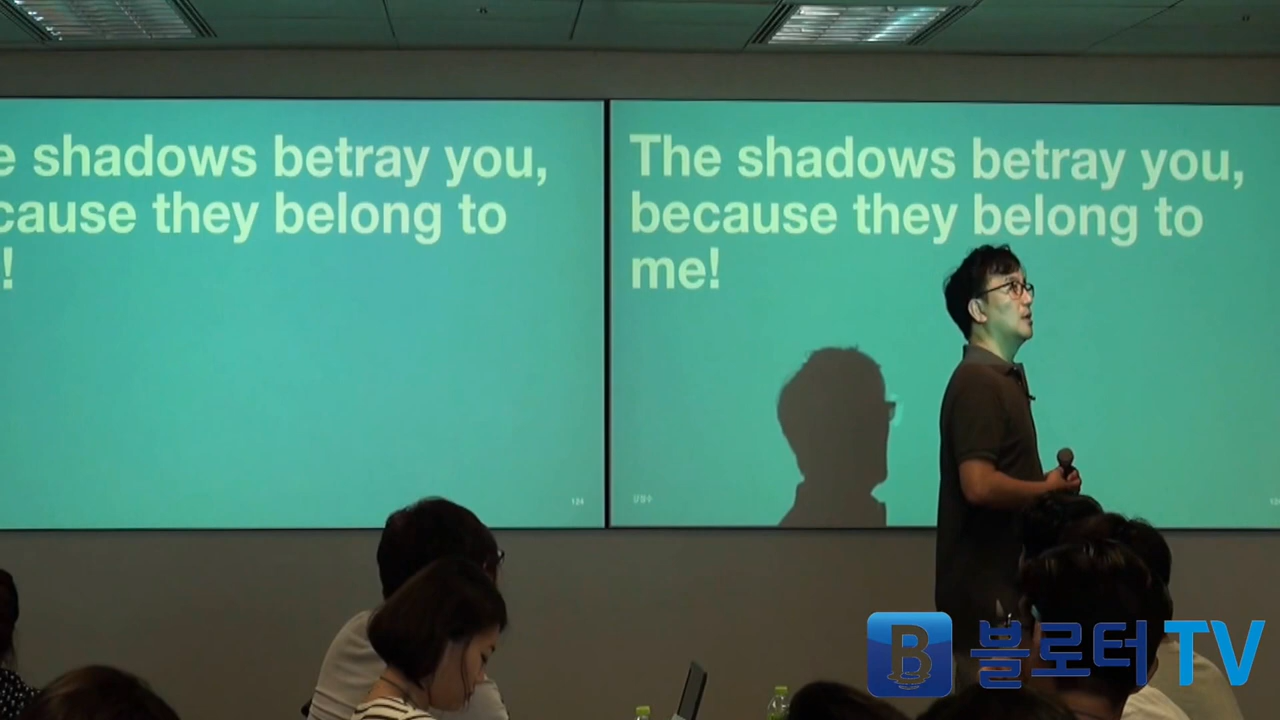 e shadows betray you,
cause they belong to
!
124
The shadows betray you,
because they belong to
me!
B 블로터TV